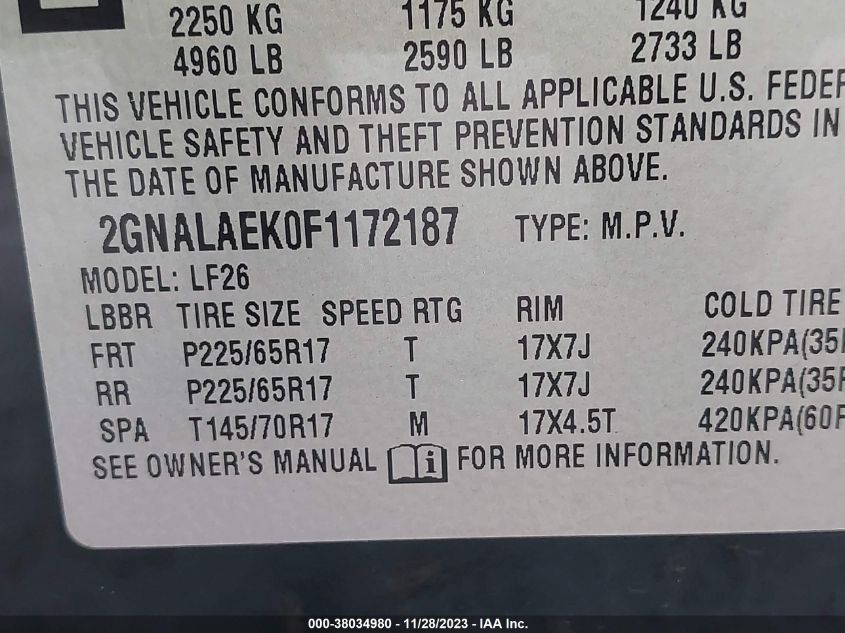 2250 KG 1175 KG 1240 KG
4960 LB 2590 LB 2733 LB
THIS VEHICLE CONFORMS TO ALL APPLICABLE U.S. FEDER
VEHICLE SAFETY AND THEFT PREVENTION STANDARDS IN
THE DATE OF MANUFACTURE SHOWN ABOVE.
2GNALAEK0F1172187 TYPE: M.P.V.
MODEL: LF26
LBBR TIRE SIZE SPEED RTG RIM COLD TIRE
FRT P225/65R17 T 17X7J 240KPA(35
RR P225/65R17 T 17X7J 240KPA(35
SPA T145/70R17 M 17X4.5T 420KPA(60
SEE OWNER'S MANUAL i FOR MORE INFORMATION.
000-38034980 - 11/28/2023 - IAA Inc.